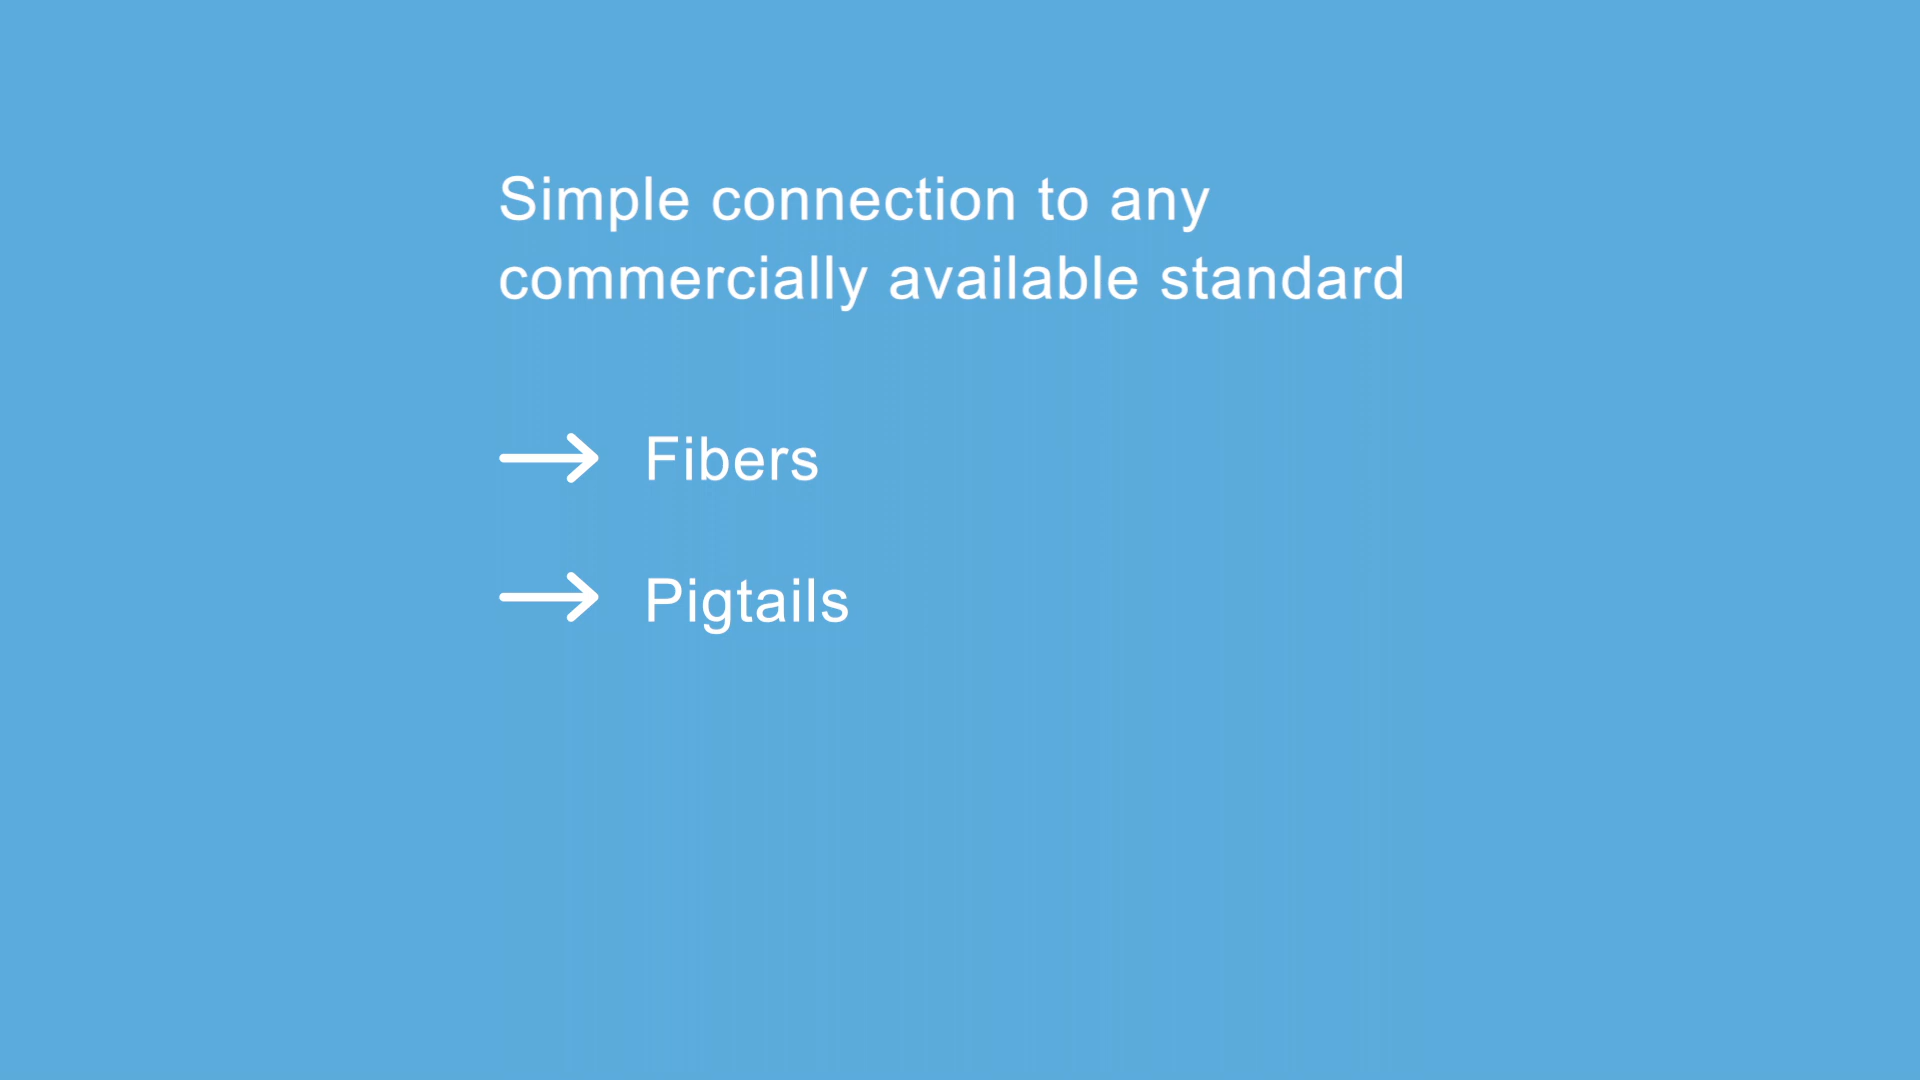 Simple connection to any
commercially available standard
Fibers
Pigtails